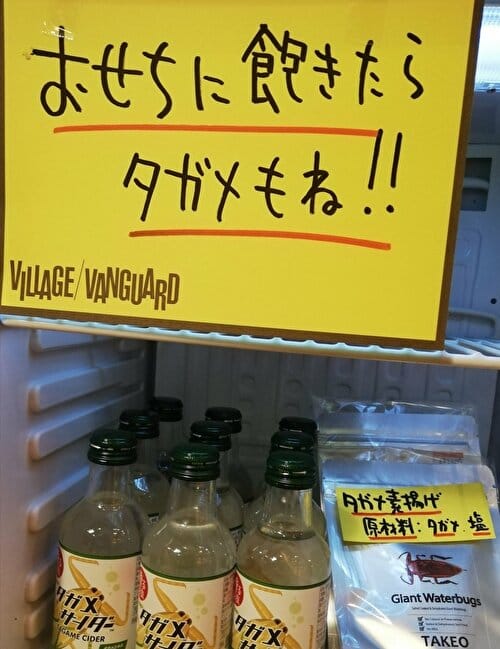 おせちに飽きたら
タガメもね!!
VILLAGE/VANGUARD
タガメ素揚げ
原材料:タガメ、塩
Giant Waterbugs
TAKEO
タガメ
サイダー
TAGAME CIDER
タガメ
サイダー
GAME CIDER
タガメ
サイダー